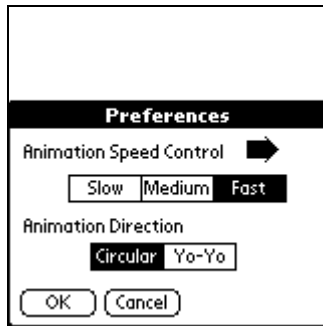 Preferences
Animation Speed Control
Slow Medium Fast
Animation Direction
Circular Yo-Yo
OK Cancel